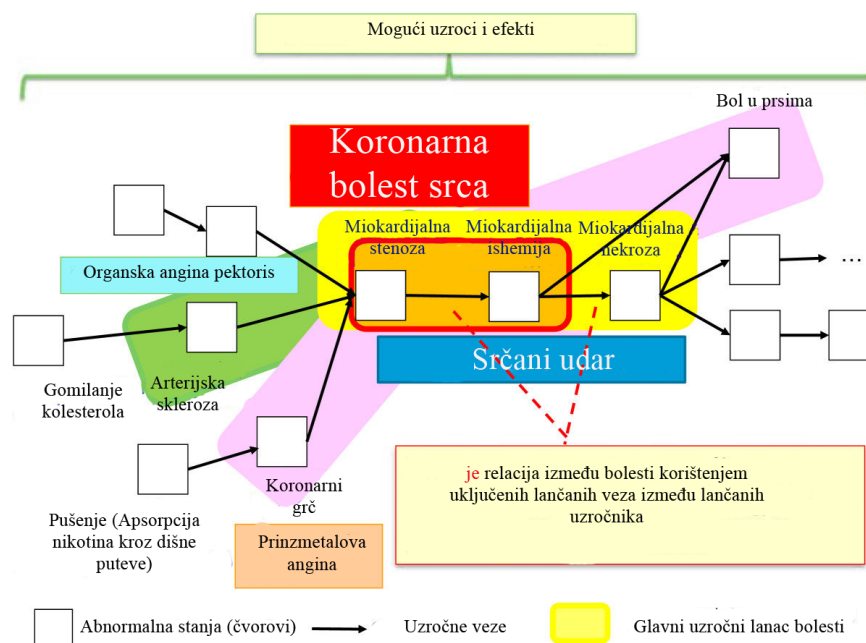 Mogući uzroci i efekti
Bol u prsima
Koronarna
bolest srca
Miokardijalna
stenoza
Miokardijalna
ishemija
Miokardijalna
nekroza
Organska angina pektoris
...
Srčani udar
Gomilanje
kolesterola
Arterijska
skleroza
Koronarni
grč
Pušenje (Apsorpcija
nikotina kroz dišne
puteve)
Prinzmetalova
angina
je relacija između bolesti korištenjem
uključenih lančanih veza između lančanih
uzročnika
Abnormalna stanja (čvorovi)
Uzročne veze
Glavni uzročni lanac bolesti